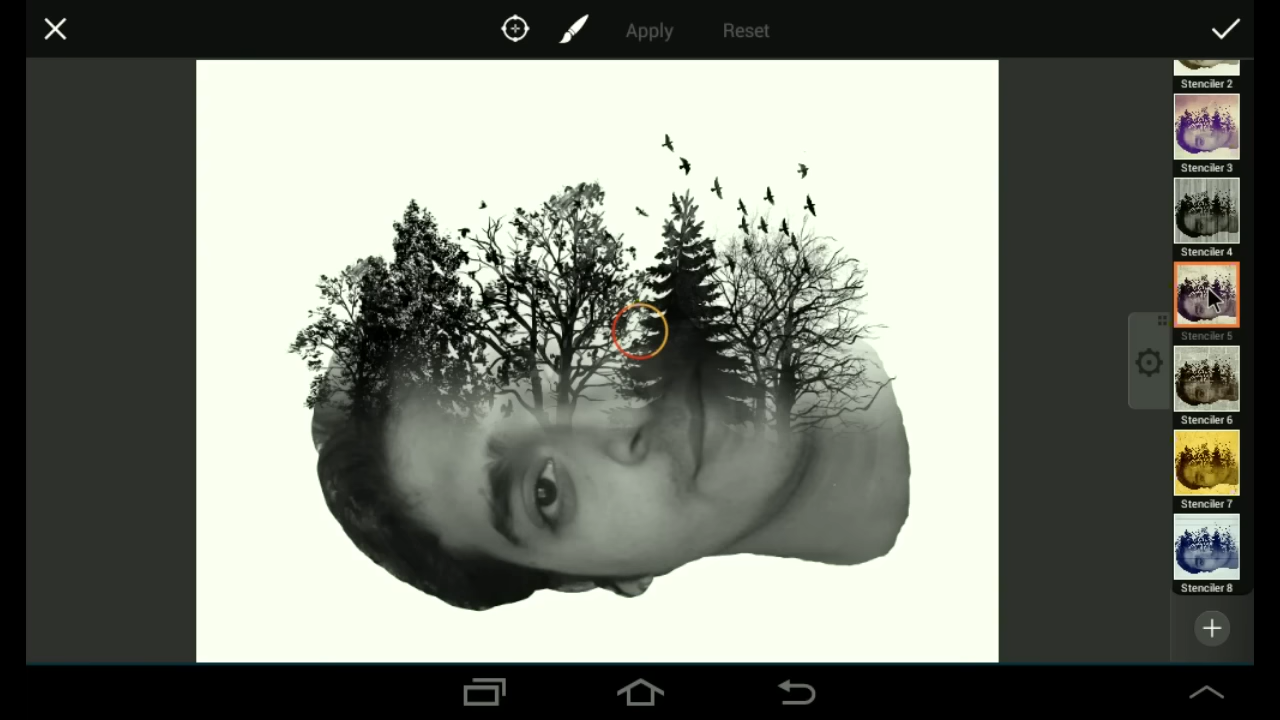 Apply
Reset
Stenciler 2
Stenciler 3
Stenciler 4
Stenciler 5
Stenciler 6
Stenciler 7
Stenciler 8